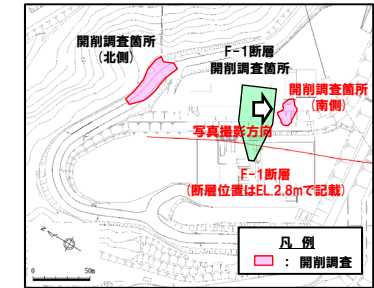 開削調査箇所
(北側)
F-1断層
開削調査箇所
開削調査箇所
(南側)
写真撮影方向
F-1断層
(断層位置はEL.2.8mで記載)
N
凡 例
: 開削調査
0 50m